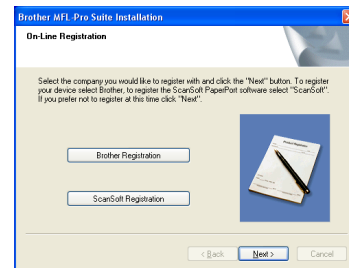 Brother MFL-Pro Suite Installation
On-Line Registration
Select the company you would like to register with and click the "Next" button. To register
your device select Brother, to register the ScanSoft PaperPort software select "ScanSoft".
If you prefer not to register at this time click "Next".
Brother Registration
ScanSoft Registration
< Back
Next >
Cancel